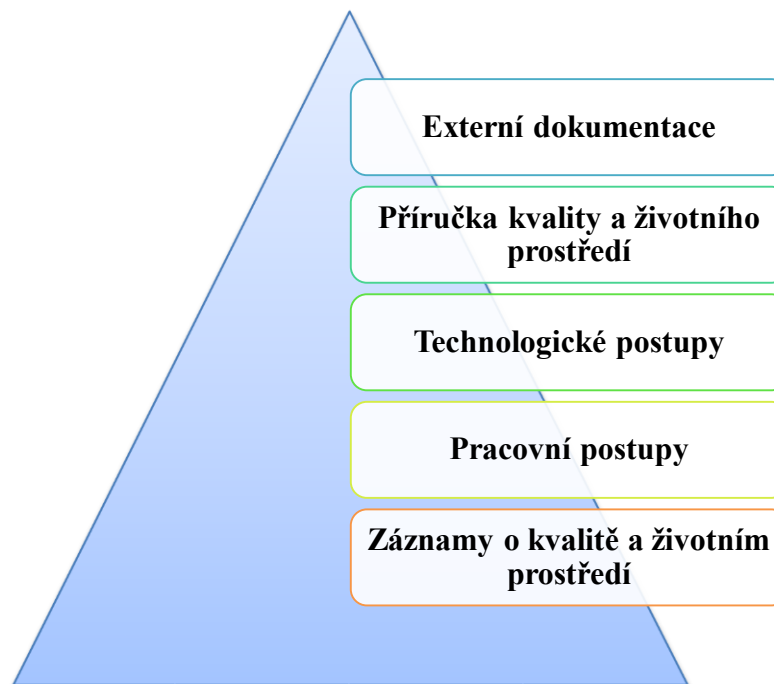 Externí dokumentace
Příručka kvality a životního
prostředí
Technologické postupy
Pracovní postupy
Záznamy o kvalitě a životním
prostředí